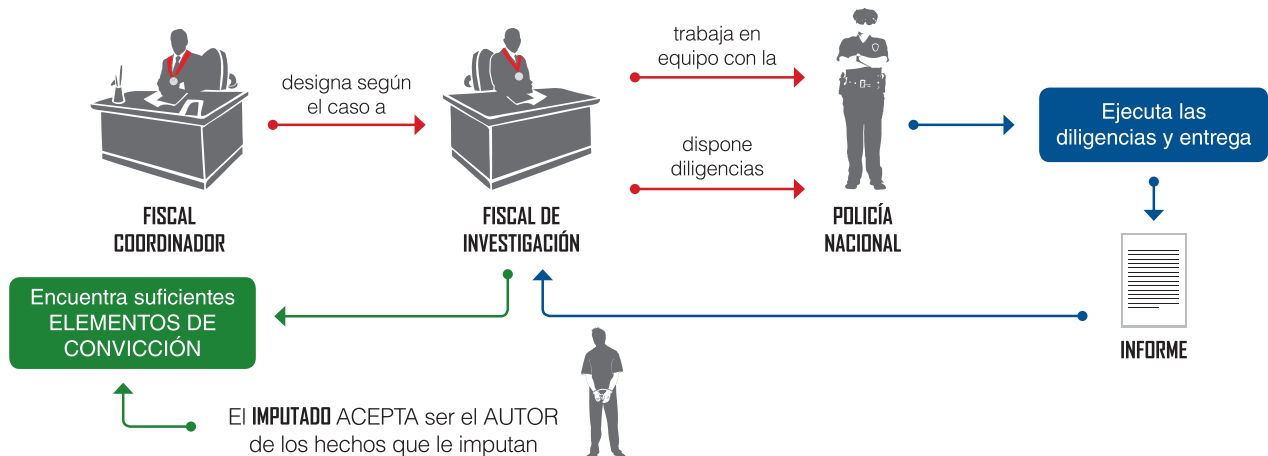 designa según
el caso a
trabaja en
equipo con la
dispone
diligencias
Ejecuta las
diligencias y entrega
FISCAL
COORDINADOR
FISCAL DE
INVESTIGACIÓN
POLICÍA
NACIONAL
INFORME
Encuentra suficientes
ELEMENTOS DE
CONVICCIÓN
El IMPUTADO ACEPTA ser el AUTOR
de los hechos que le imputan